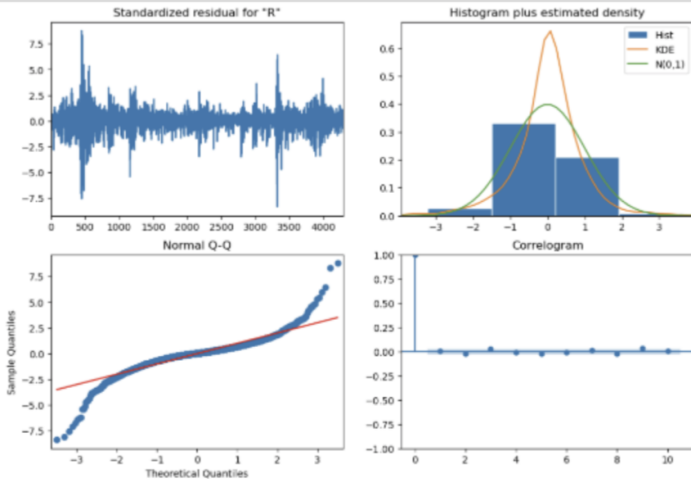 Standardized residual for "R"
7.5
5.0
2.5
0.0
−2.5
−5.0
−7.5
0 500 1000 1500 2000 2500 3000 3500 4000
Histogram plus estimated density
Hist
KDE
N(0,1)
0.6
0.5
0.4
0.3
0.2
0.1
0.0
−3 −2 −1 0 1 2 3
Normal Q-Q
Sample Quantiles
7.5
5.0
2.5
0.0
−2.5
−5.0
−7.5
−3 −2 −1 0 1 2 3
Theoretical Quantiles
Correlogram
1.00
0.75
0.50
0.25
0.00
−0.25
−0.50
−0.75
−1.00
0 2 4 6 8 10